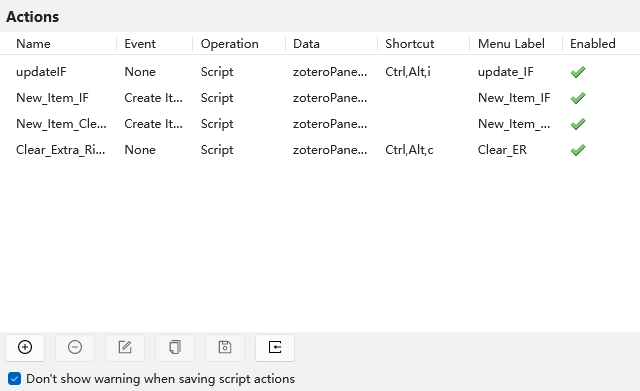 Actions
Name Event Operation Data Shortcut Menu Label Enabled
updateIF None Script zoteroPane... Ctrl,Alt,i update_IF
New_Item_IF Create It... Script zoteroPane... New_Item_IF
New_Item_Cle... Create It... Script zoteroPane... New_Item_...
Clear_Extra_Ri... None Script zoteroPane... Ctrl,Alt,c Clear_ER
Don't show warning when saving script actions